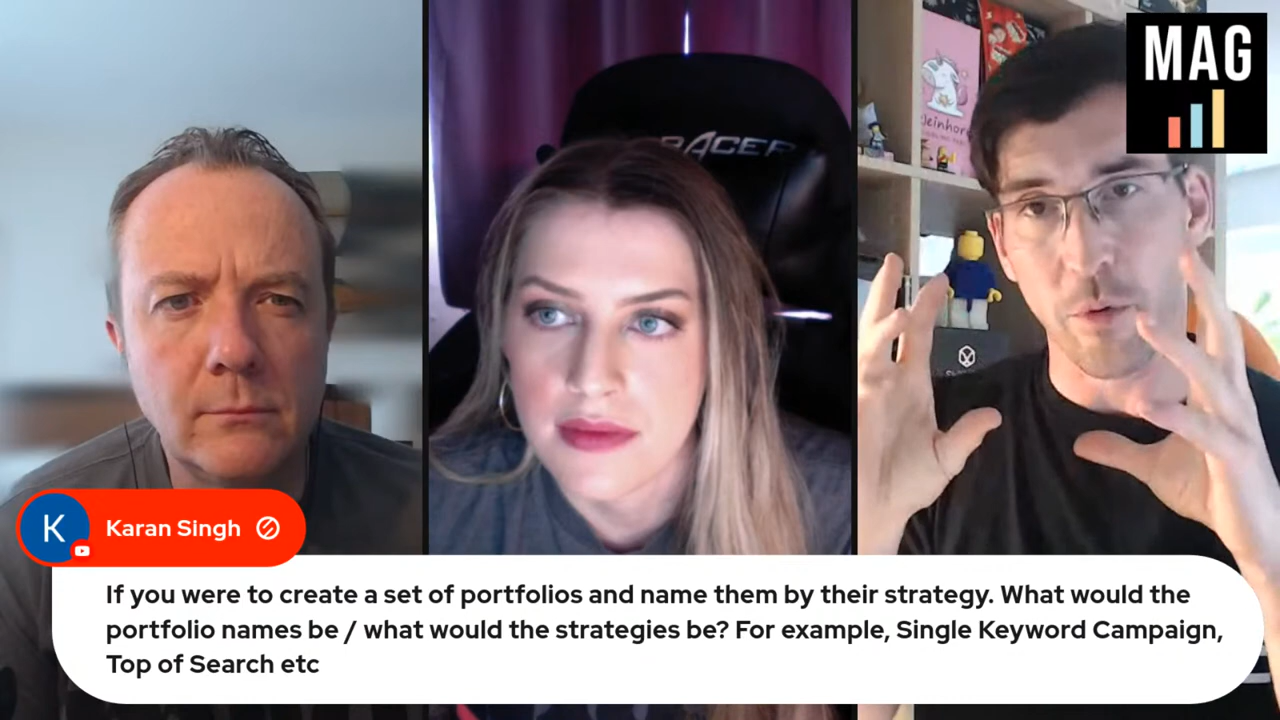 MAG
RACER
leinhor
K
Karan Singh
If you were to create a set of portfolios and name them by their strategy. What would the
portfolio names be / what would the strategies be? For example, Single Keyword Campaign,
Top of Search etc